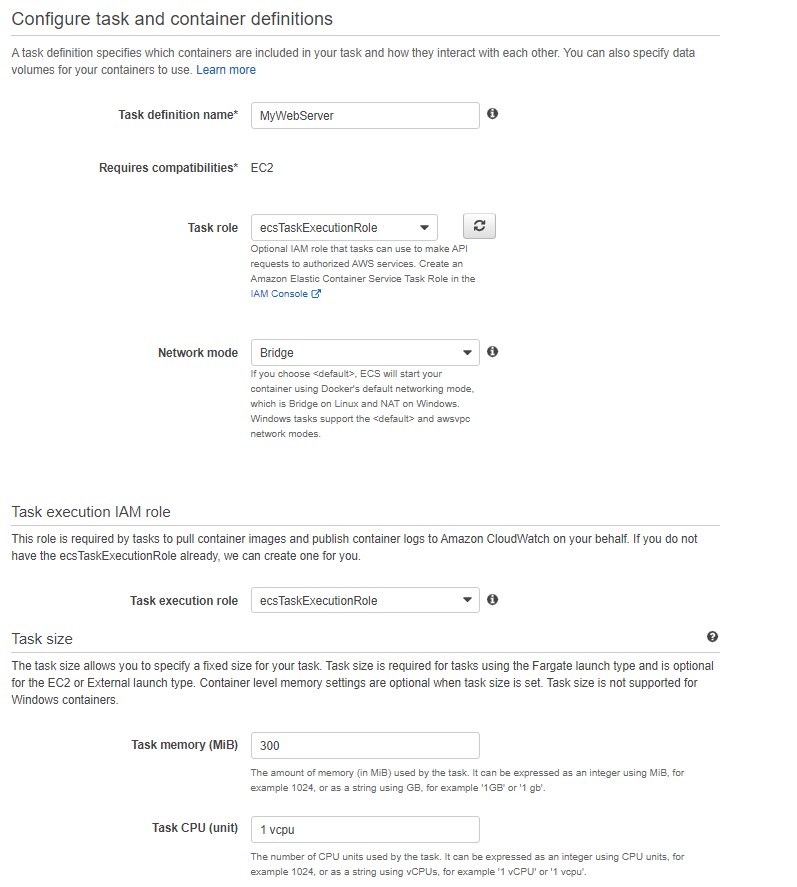 Configure task and container definitions
A task definition specifies which containers are included in your task and how they interact with each other. You can also specify data
volumes for your containers to use. Learn more
Task definition name* MyWebServer
Requires compatibilities* EC2
Task role ecsTaskExecutionRole
Optional IAM role that tasks can use to make API
requests to authorized AWS services. Create an
Amazon Elastic Container Service Task Role in the
IAM Console
Network mode Bridge
If you choose <default>, ECS will start your
container using Docker's default networking mode,
which is Bridge on Linux and NAT on Windows.
Windows tasks support the <default> and awsvpc
network modes.
Task execution IAM role
This role is required by tasks to pull container images and publish container logs to Amazon CloudWatch on your behalf. If you do not
have the ecsTaskExecutionRole already, we can create one for you.
Task execution role ecsTaskExecutionRole
Task size
The task size allows you to specify a fixed size for your task. Task size is required for tasks using the Fargate launch type and is optional
for the EC2 or External launch type. Container level memory settings are optional when task size is set. Task size is not supported for
Windows containers.
Task memory (MiB) 300
The amount of memory (in MiB) used by the task. It can be expressed as an integer using MiB, for
example 1024, or as a string using GB, for example '1GB' or '1 gb'.
Task CPU (unit) 1 vcpu
The number of CPU units used by the task. It can be expressed as an integer using CPU units, for
example 1024, or as a string using vCPUs, for example '1 vCPU' or '1 vcpu'.